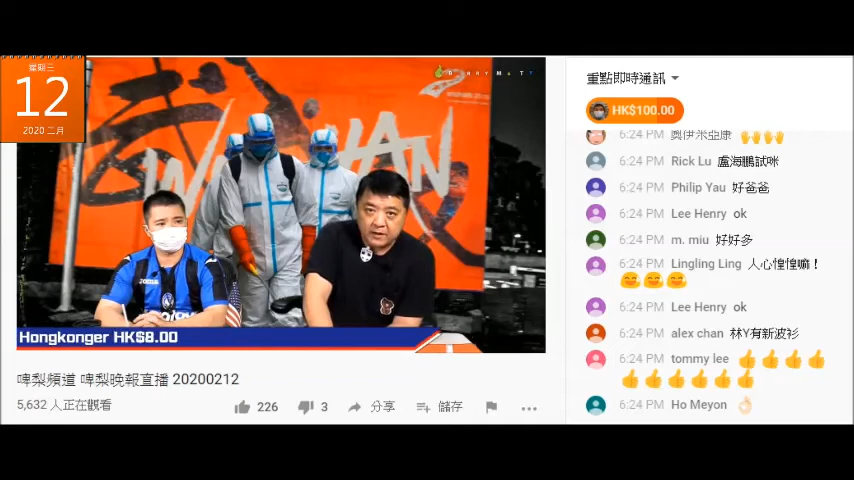 星期三
12
2020 二月
BERRYMATY
WUHAN
Hongkonger HK$8.00
啤梨頻道 啤梨晚報直播 20200212
5,632 人正在觀看
226
3
分享
儲存
重點即時通訊
HK$100.00
6:24 PM 奧伊米亞康 🙌🙌
6:24 PM Rick Lu 盧海鵬試咪
6:24 PM Philip Yau 好爸爸
6:24 PM Lee Henry ok
6:24 PM m. miu 好好多
6:24 PM Lingling Ling 人心惶惶嘛！
😊😊😊
6:24 PM Lee Henry ok
6:24 PM alex chan 林Y有新波衫
6:24 PM tommy lee 👍👍👍👍
👍👍👍👍👍👍
6:24 PM Ho Meyon 👌🏻